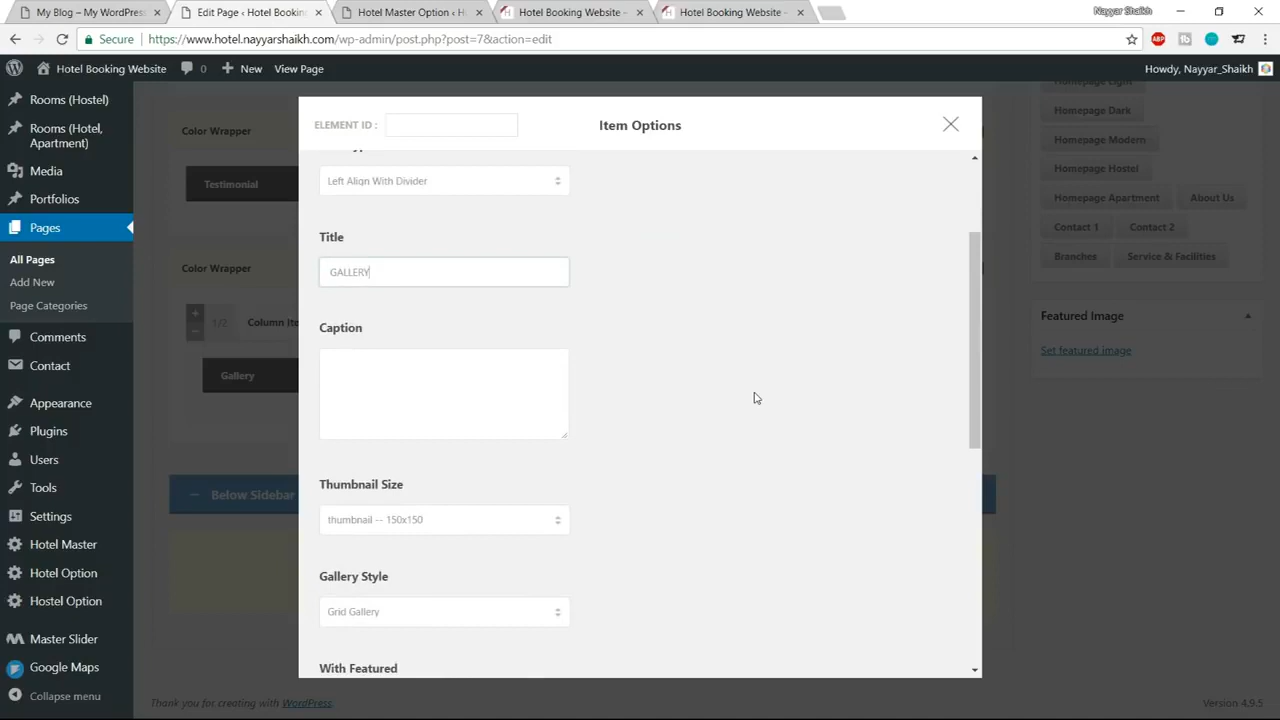 My Blog – My WordPress
Edit Page ‹ Hotel Booking
Hotel Master Option ‹ H
Hotel Booking Website –
Hotel Booking Website –
Nayyar Shaikh
Secure
https://www.hotel.nayyarshaikh.com/wp-admin/post.php?post=7&action=edit
ABP
Hotel Booking Website
0
New
View Page
Howdy, Nayyar_Shaikh
Rooms (Hostel)
Rooms (Hotel,
Apartment)
Media
Portfolios
Pages
All Pages
Add New
Page Categories
Comments
Contact
Appearance
Plugins
Users
Tools
Settings
Hotel Master
Hotel Option
Hostel Option
Master Slider
Google Maps
Collapse menu
Color Wrapper
Testimonial
Color Wrapper
1/2
Column Ite
Gallery
Below Sidebar
Thank you for creating with WordPress.
ELEMENT ID :
Item Options
Left Align With Divider
Title
GALLERY
Caption
Thumbnail Size
thumbnail -- 150x150
Gallery Style
Grid Gallery
With Featured
Homepage Light
Homepage Dark
Homepage Modern
Homepage Hostel
Homepage Apartment
About Us
Contact 1
Contact 2
Branches
Service & Facilities
Featured Image
Set featured image
Version 4.9.5